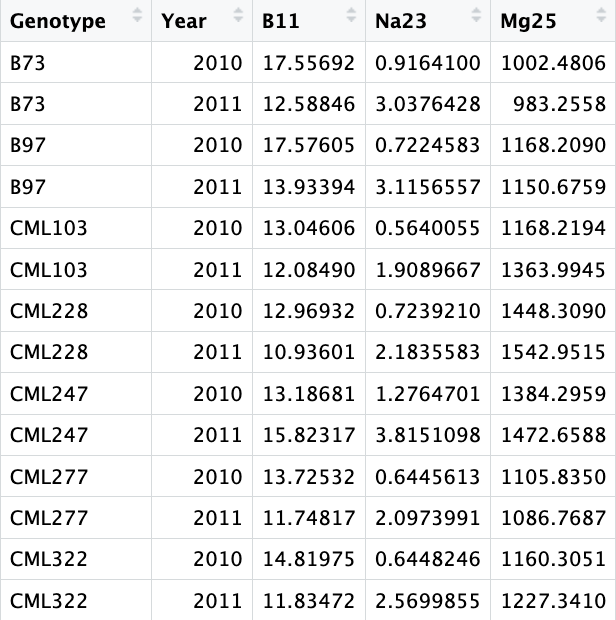 Genotype Year B11 Na23 Mg25
B73 2010 17.55692 0.9164100 1002.4806
B73 2011 12.58846 3.0376428 983.2558
B97 2010 17.57605 0.7224583 1168.2090
B97 2011 13.93394 3.1156557 1150.6759
CML103 2010 13.04606 0.5640055 1168.2194
CML103 2011 12.08490 1.9089667 1363.9945
CML228 2010 12.96932 0.7239210 1448.3090
CML228 2011 10.93601 2.1835583 1542.9515
CML247 2010 13.18681 1.2764701 1384.2959
CML247 2011 15.82317 3.8151098 1472.6588
CML277 2010 13.72532 0.6445613 1105.8350
CML277 2011 11.74817 2.0973991 1086.7687
CML322 2010 14.81975 0.6448246 1160.3051
CML322 2011 11.83472 2.5699855 1227.3410